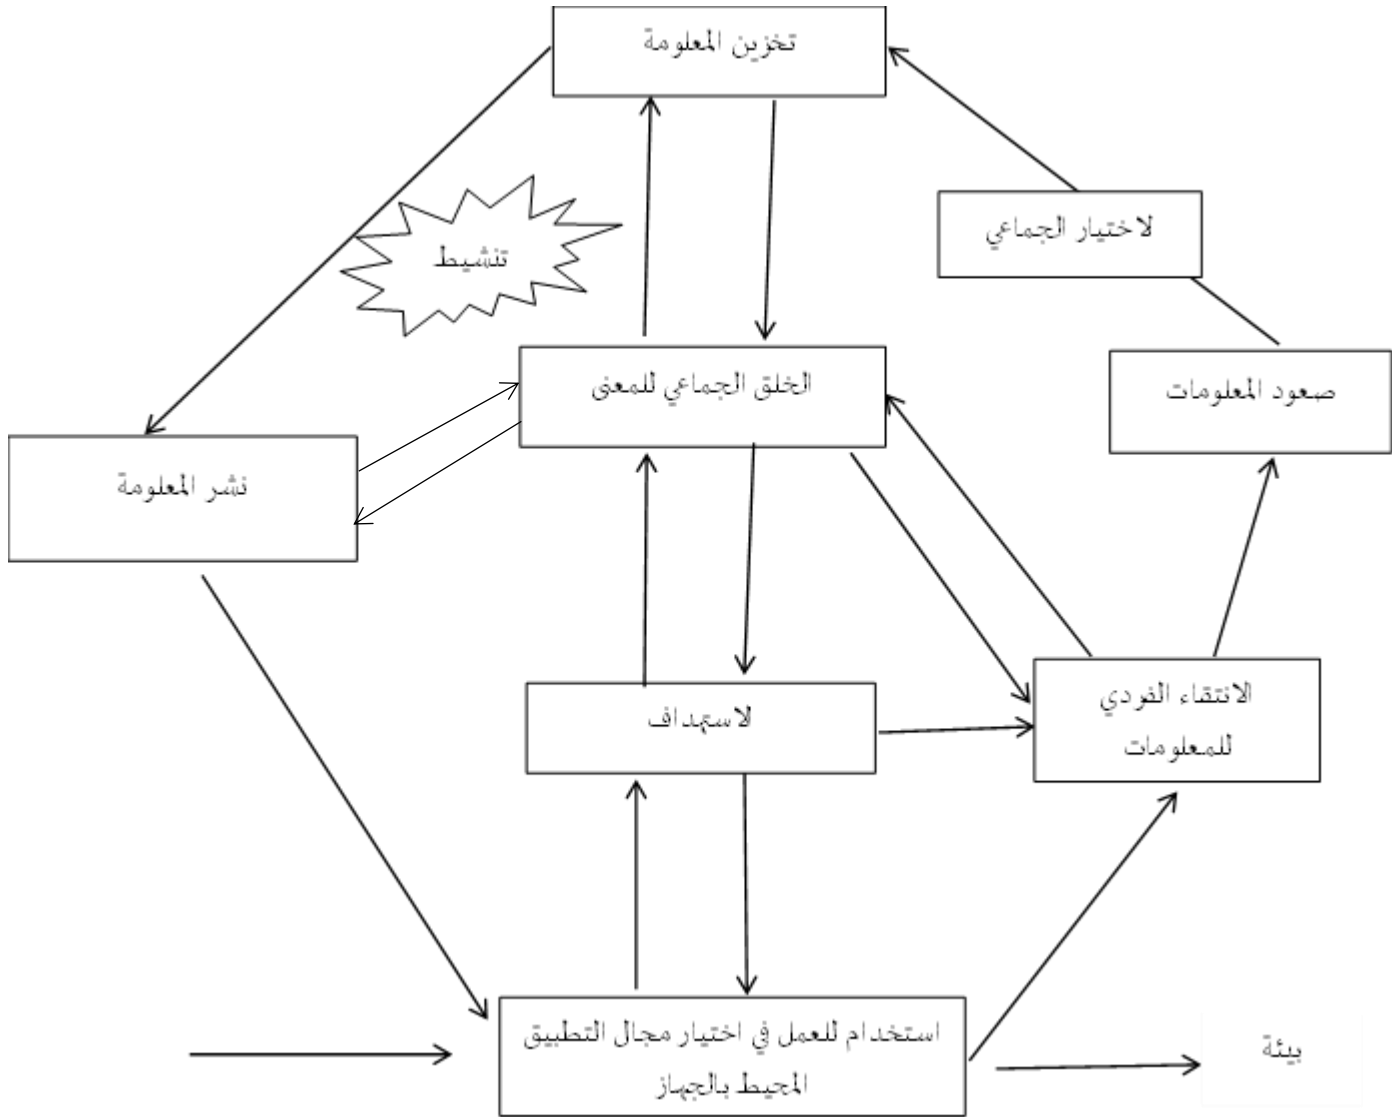 تخزين المعلومة
لاختيار الجماعي
تنشيط
الخلق الجماعي للمعنى
صعود المعلومات
نشر المعلومة
الانتقاء الفردي
للمعلومات
لاستهداف
استخدام للعمل في اختيار مجال التطبيق
المحيط بالجهاز
بيئة